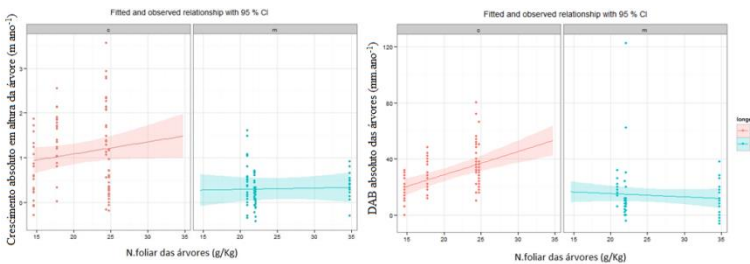 Fitted and observed relationship with 95 % CI
c
m
Crescimento absoluto em altura da árvore (m ano-1)
3
2
1
0
15 20 25 30 35 15 20 25 30 35
N.foliar das árvores (g/Kg)
Fitted and observed relationship with 95 % CI
c
m
DAB absoluto das árvores (mm.ano-1)
120
80
40
0
15 20 25 30 35 15 20 25 30 35
N.foliar das árvores (g/Kg)
longe